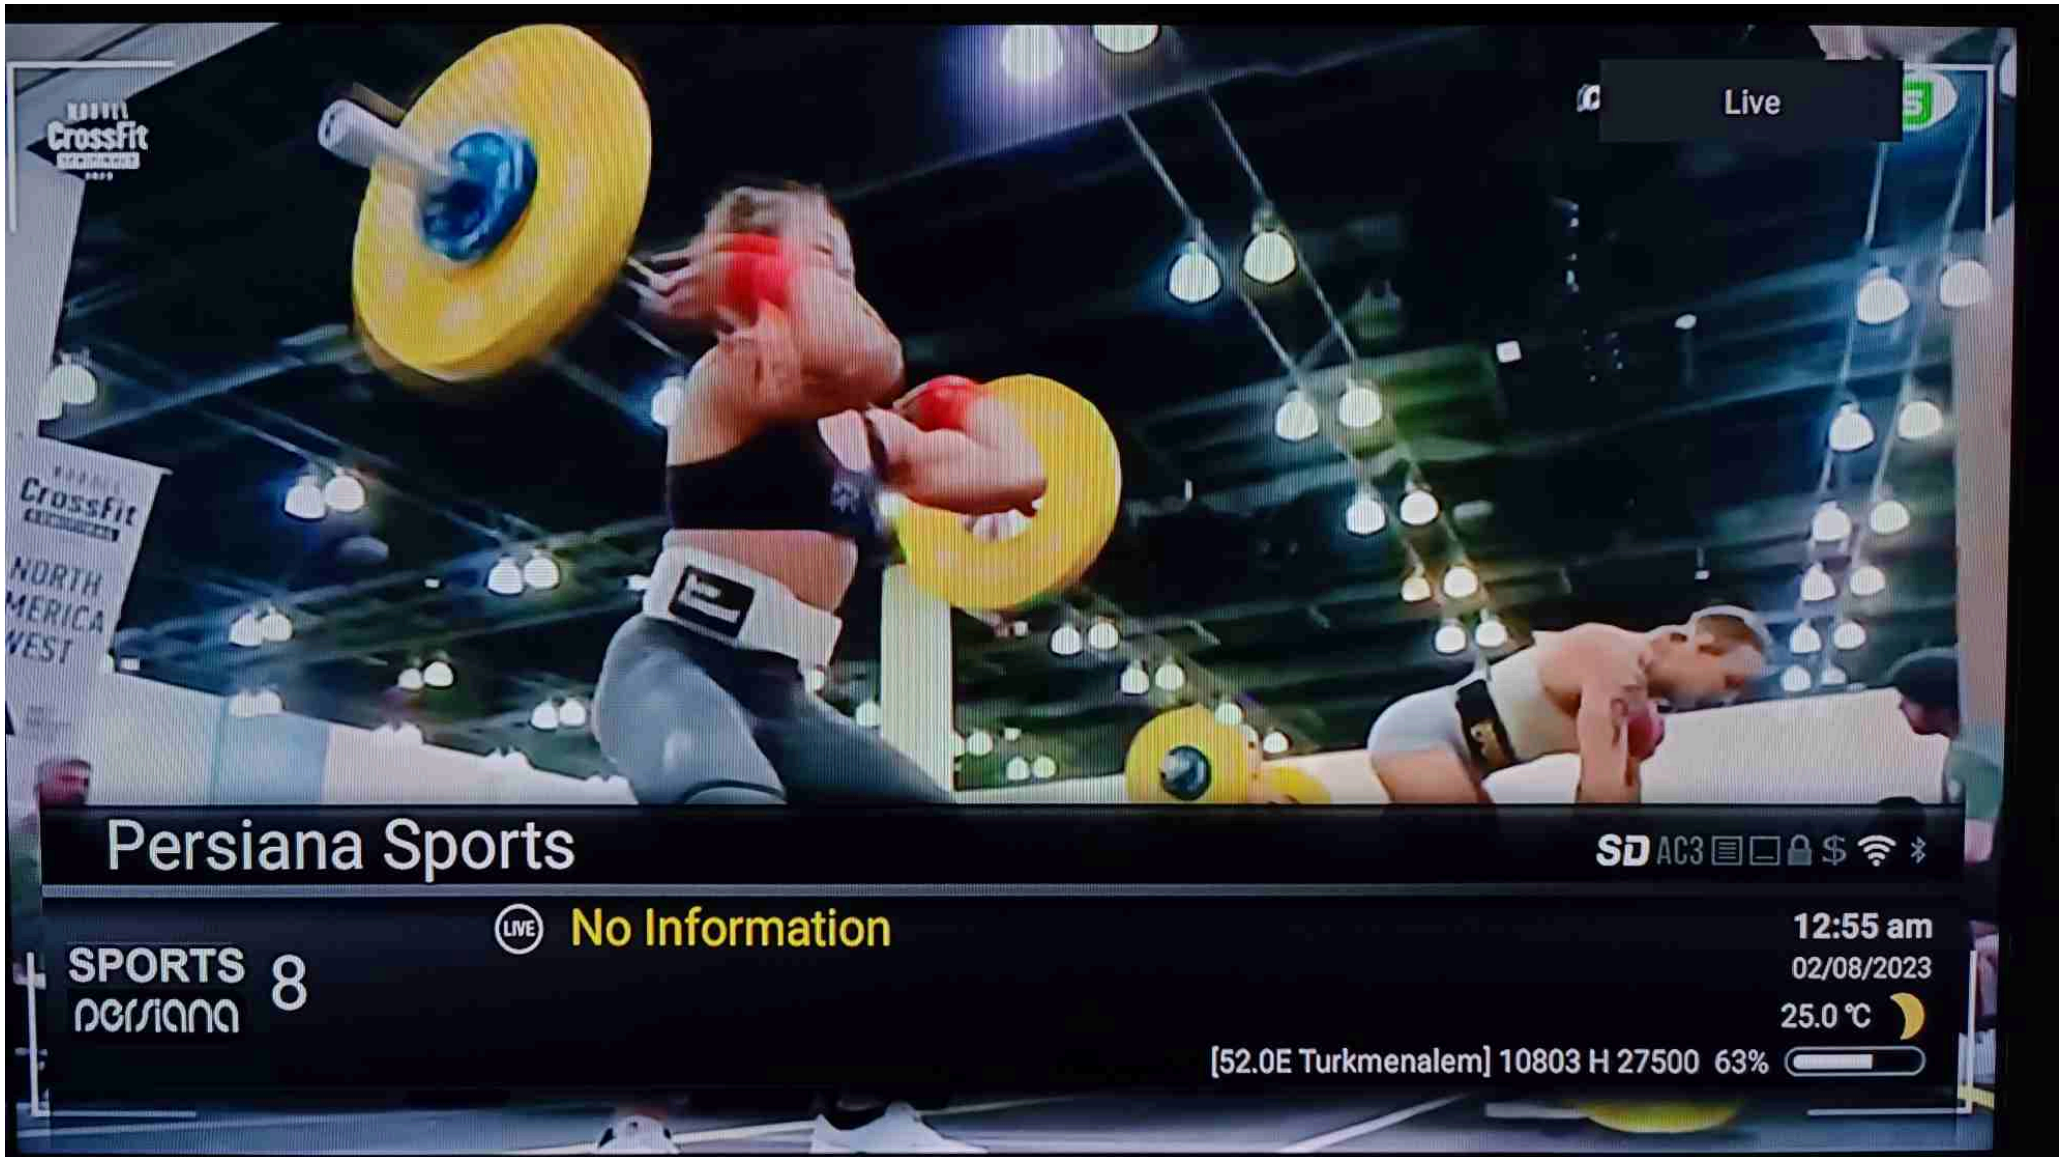 CrossFit
Live
S
CrossFit
NORTH
MERICA
WEST
Persiana Sports
SD AC3 $
LIVE No Information
SPORTS
persiana
8
12:55 am
02/08/2023
25.0 °C
[52.0E Turkmenalem] 10803 H 27500 63%